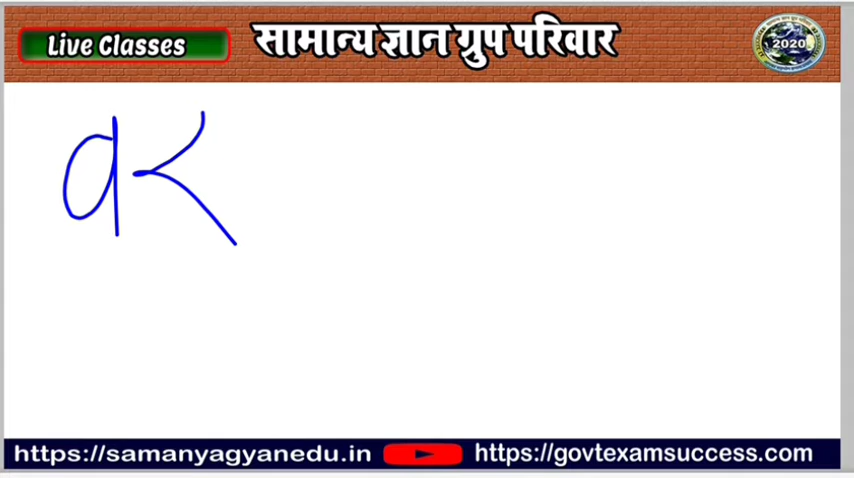 Live Classes
सामान्य ज्ञान ग्रुप परिवार
2020
https://samanyagyanedu.in
https://govtexamsuccess.com